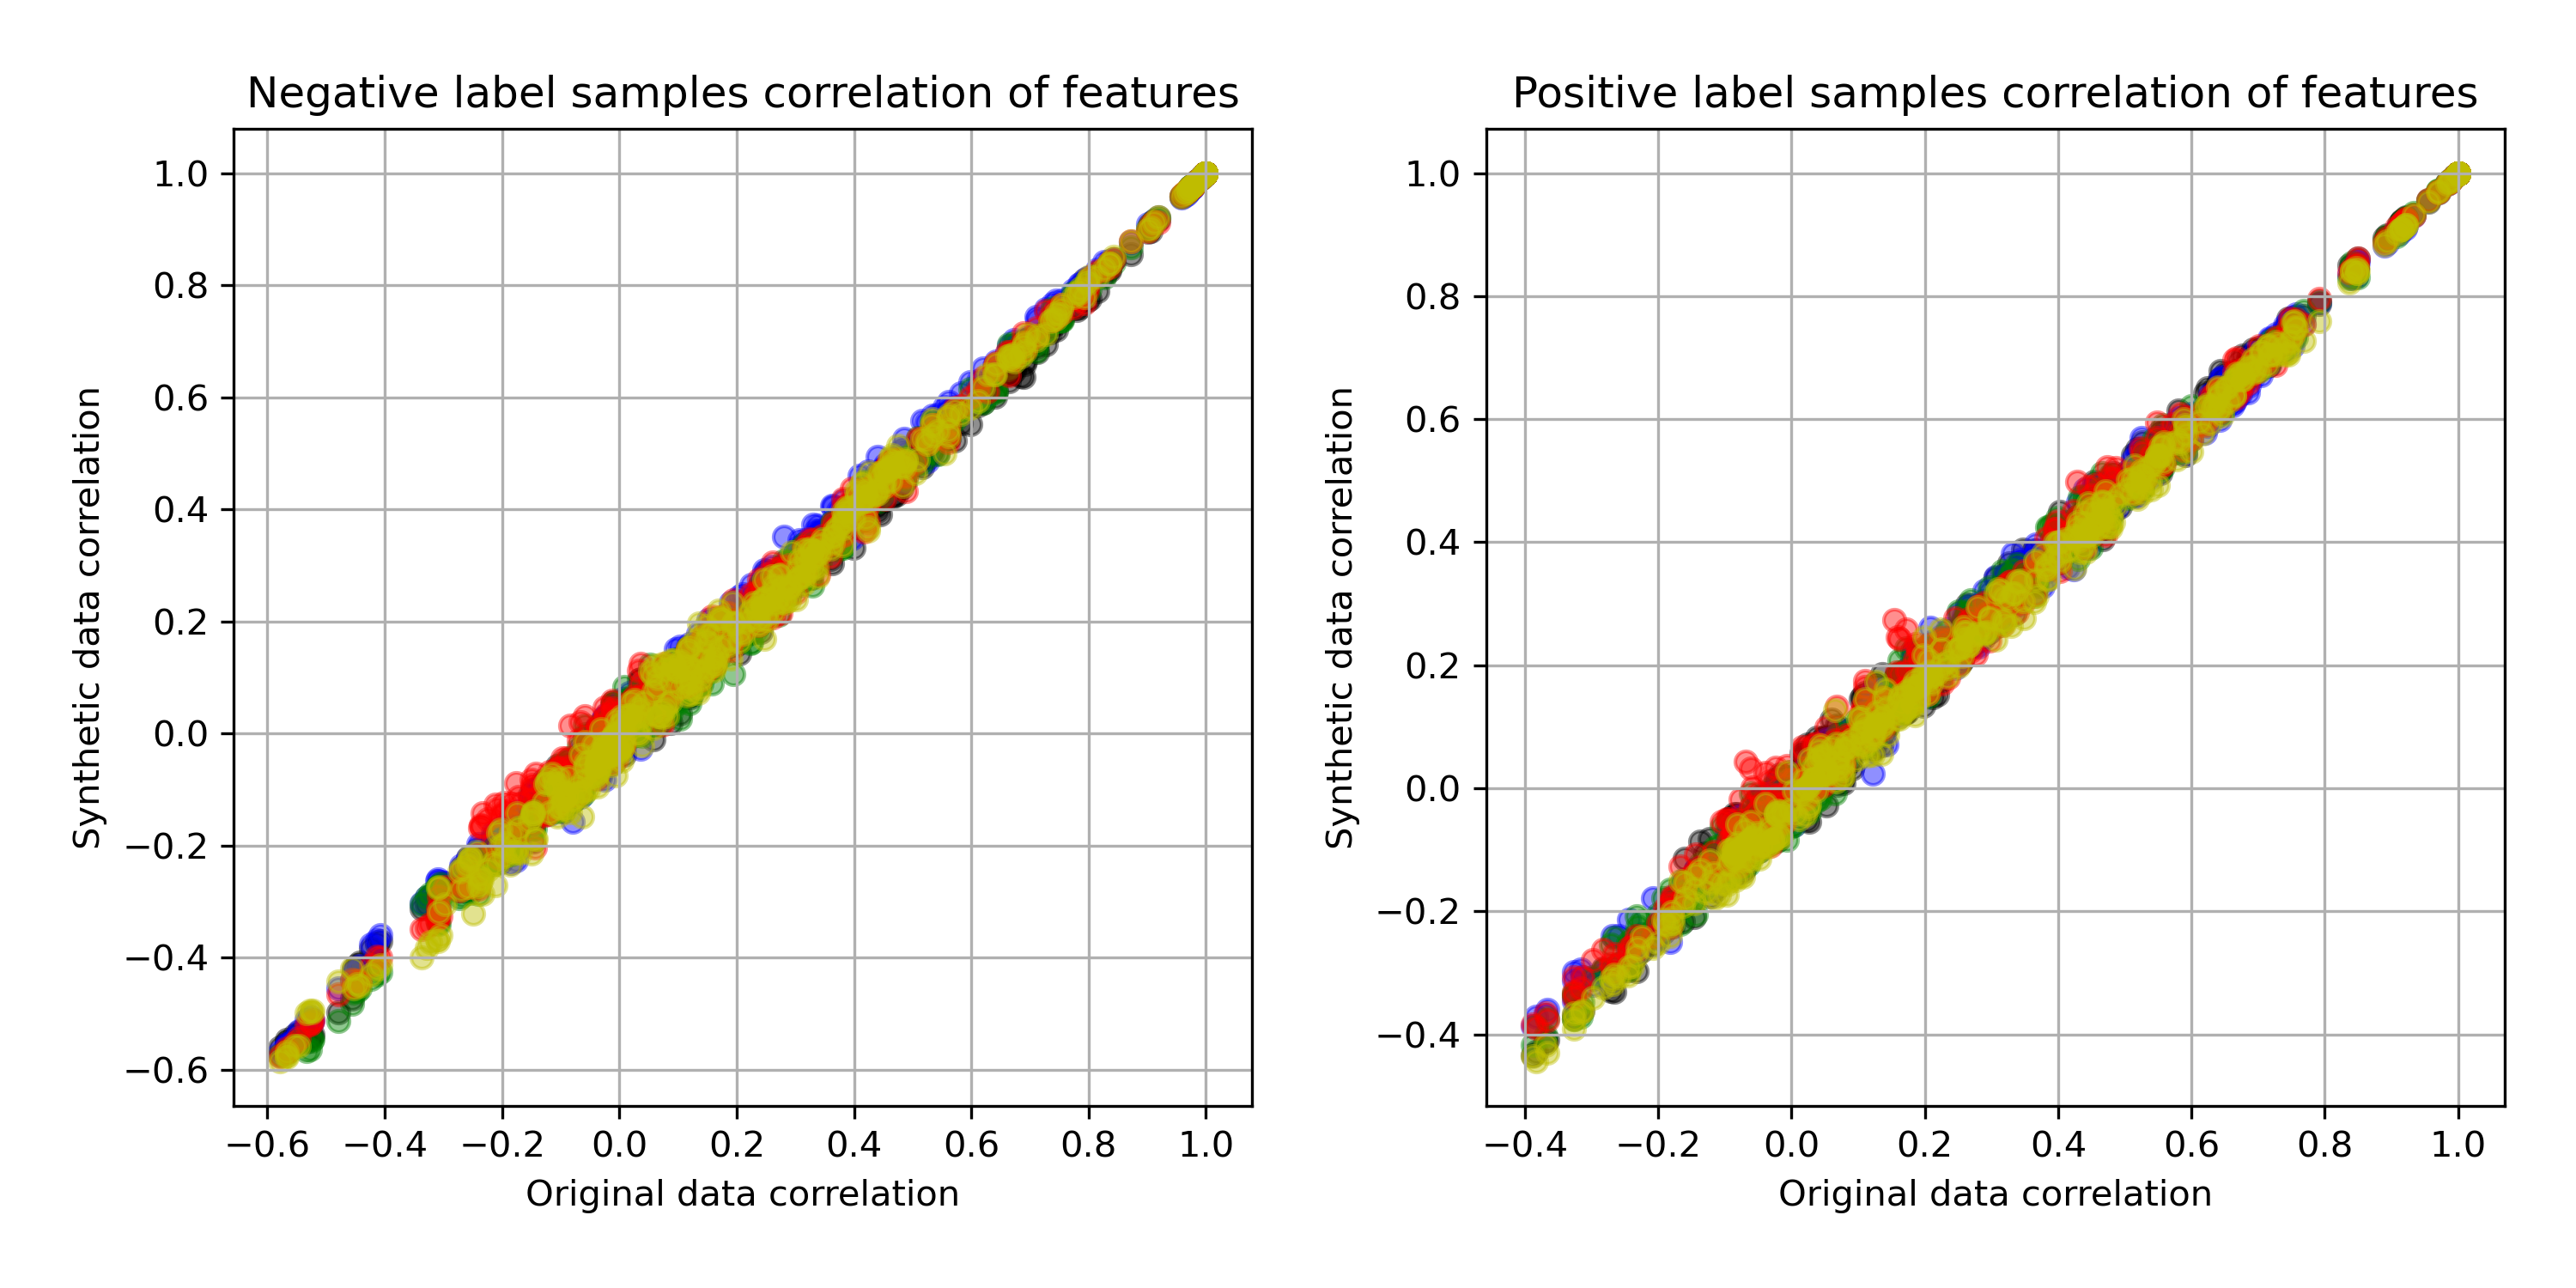 Negative label samples correlation of features
1.0
0.8
0.6
0.4
0.2
0.0
−0.2
−0.4
−0.6
Synthetic data correlation
−0.6 −0.4 −0.2 0.0 0.2 0.4 0.6 0.8 1.0
Original data correlation
Positive label samples correlation of features
1.0
0.8
0.6
0.4
0.2
0.0
−0.2
−0.4
Synthetic data correlation
−0.4 −0.2 0.0 0.2 0.4 0.6 0.8 1.0
Original data correlation